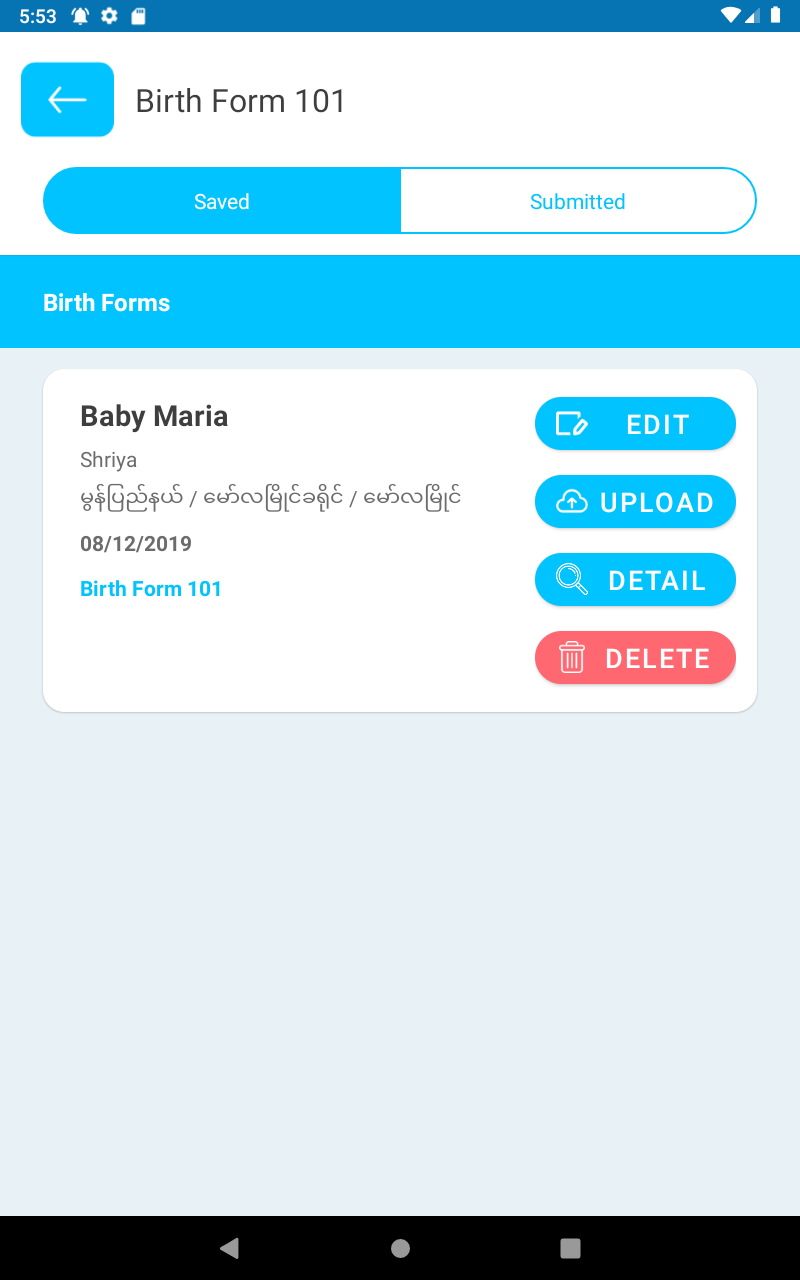 5:53
Birth Form 101
Saved
Submitted
Birth Forms
Baby Maria
Shriya
မွန်ပြည်နယ် / မော်လမြိုင်ခရိုင် / မော်လမြိုင်
08/12/2019
Birth Form 101
EDIT
UPLOAD
DETAIL
DELETE